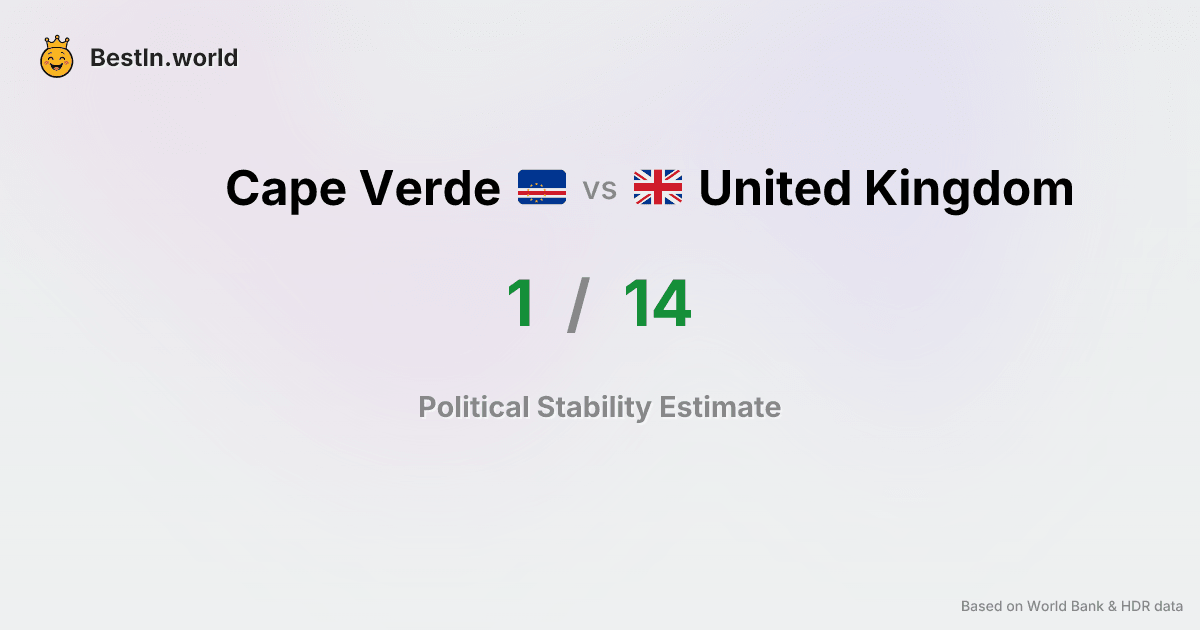 BestIn.world
Cape Verde vs United Kingdom
1 / 14
Political Stability Estimate
Based on World Bank & HDR data